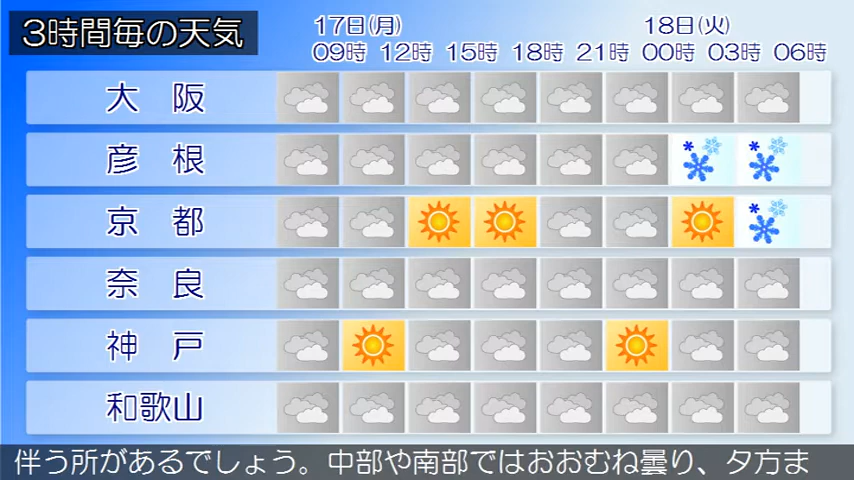 3時間毎の天気
17日(月) 18日(火)
09時 12時 15時 18時 21時 00時 03時 06時
大 阪
彦 根
京 都
奈 良
神 戸
和歌山
伴う所があるでしょう。中部や南部ではおおむね曇り、夕方ま